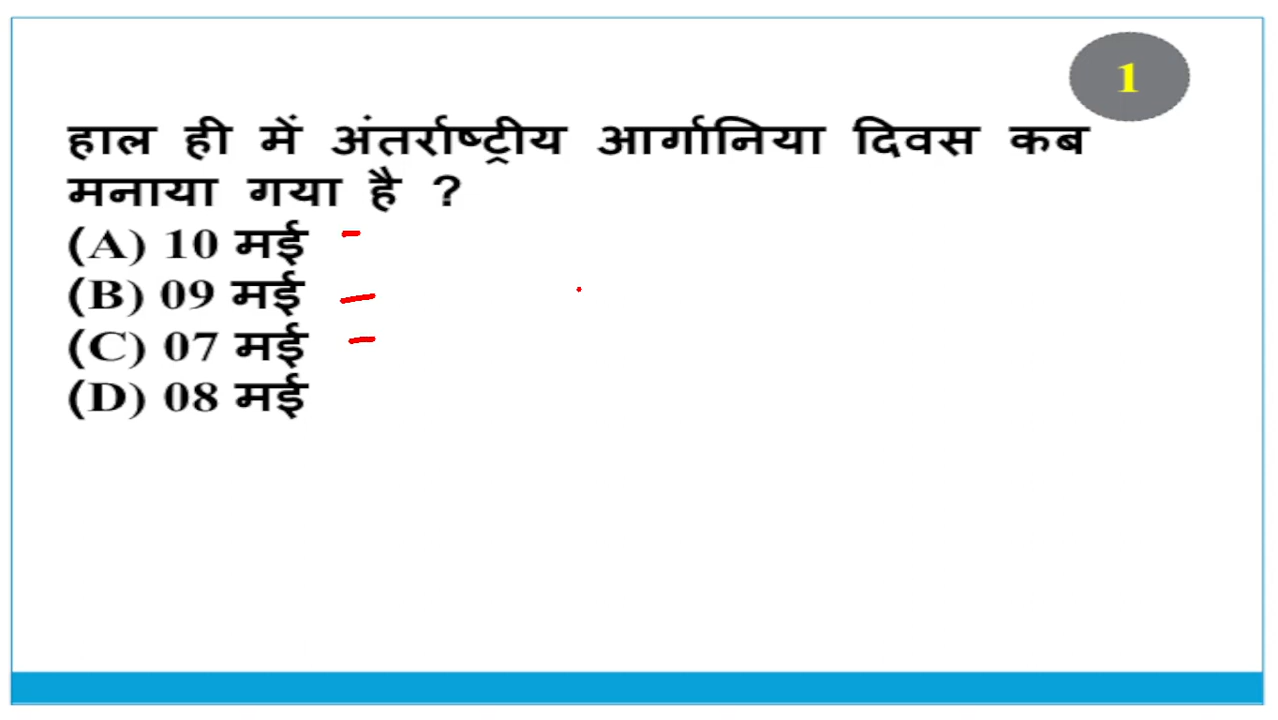 1
हाल ही में अंतर्राष्ट्रीय आर्गानिया दिवस कब
मनाया गया है ?
(A) 10 मई
(B) 09 मई
(C) 07 मई
(D) 08 मई